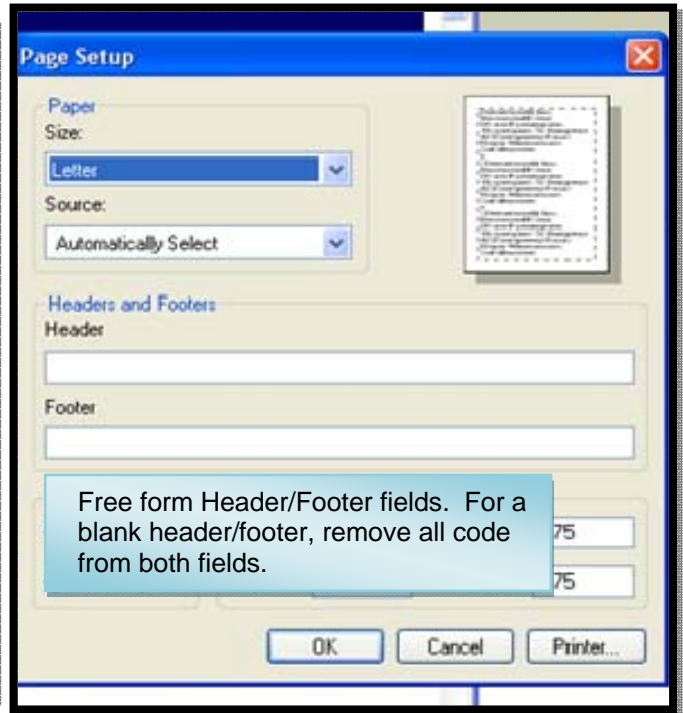 Page Setup
Paper
Size:
Letter
Source:
Automatically Select
Headers and Footers
Header
Footer
Free form Header/Footer fields.  For a
blank header/footer, remove all code
from both fields.
75
75
OK
Cancel
Printer...